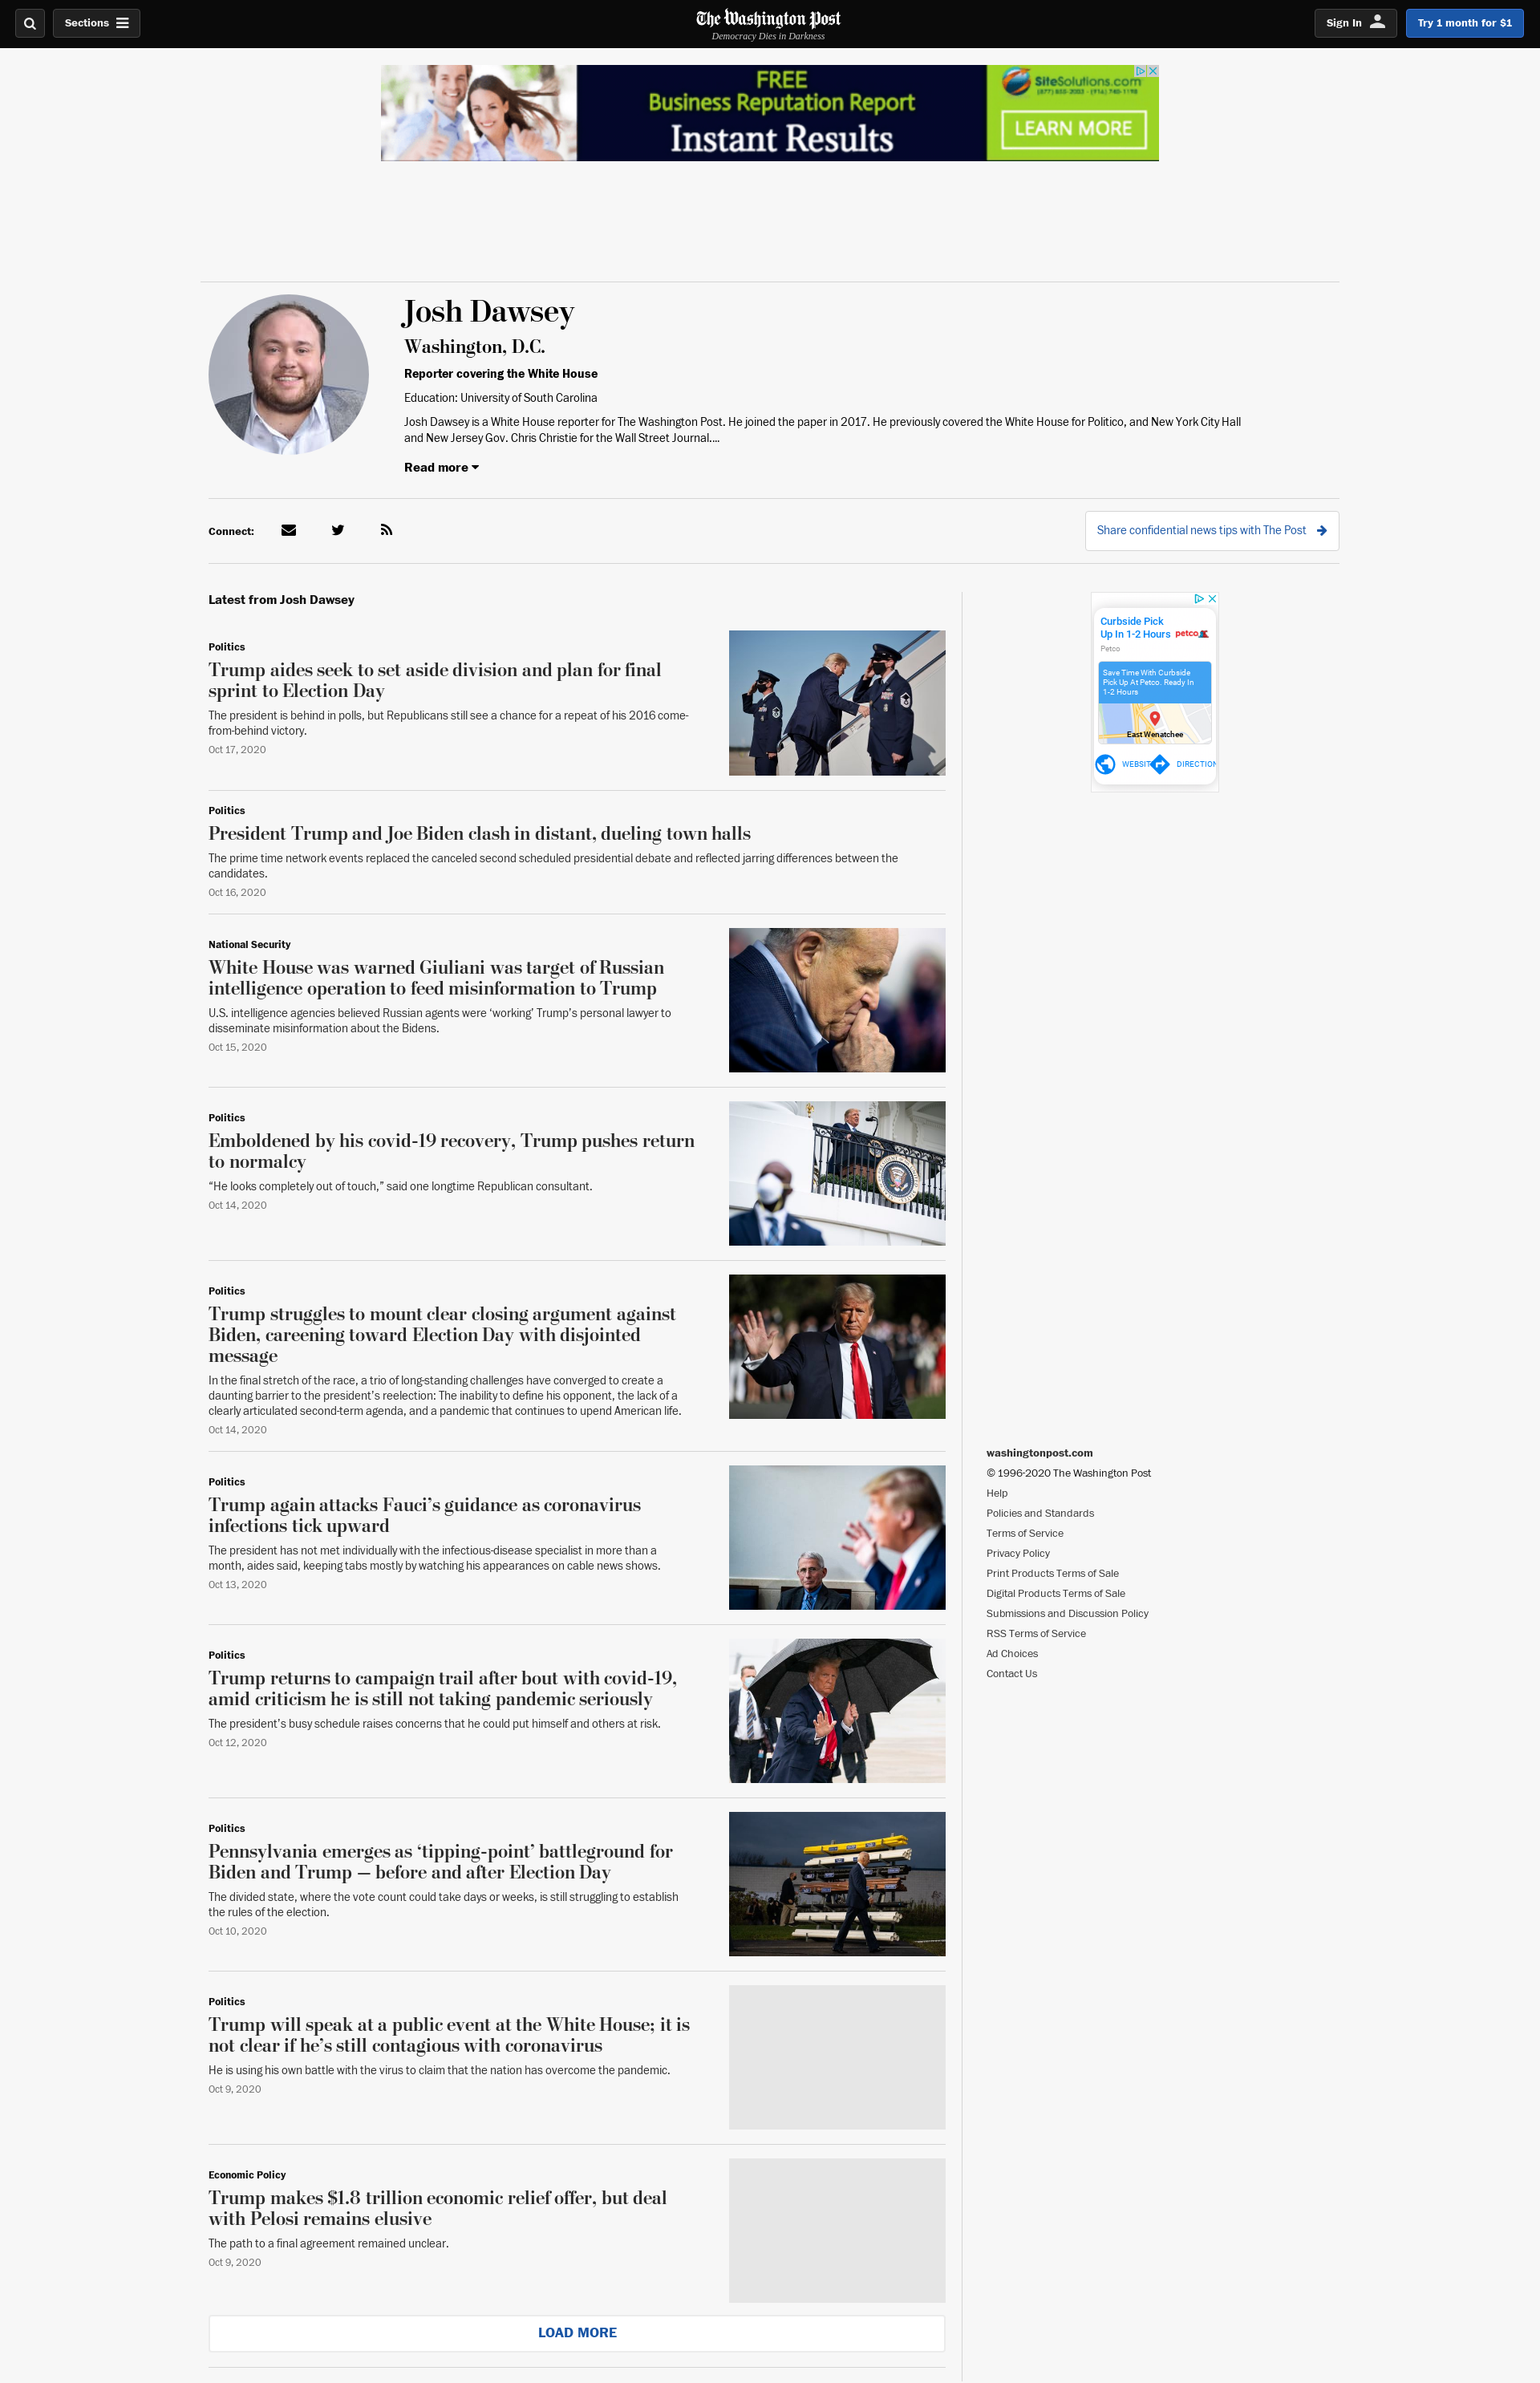 Sections
The Washington Post
Democracy Dies in Darkness
Sign In
Try 1 month for $1
FREE
Business Reputation Report
Instant Results
SiteSolutions.com
LEARN MORE
Josh Dawsey
Washington, D.C.
Reporter covering the White House
Education: University of South Carolina
Josh Dawsey is a White House reporter for The Washington Post. He joined the paper in 2017. He previously covered the White House for Politico, and New York City Hall
and New Jersey Gov. Chris Christie for the Wall Street Journal....
Read more
Connect:
Share confidential news tips with The Post
Latest from Josh Dawsey
Politics
Trump aides seek to set aside division and plan for final
sprint to Election Day
The president is behind in polls, but Republicans still see a chance for a repeat of his 2016 come-
from-behind victory.
Oct 17, 2020
Politics
President Trump and Joe Biden clash in distant, dueling town halls
The prime time network events replaced the canceled second scheduled presidential debate and reflected jarring differences between the
candidates.
Oct 16, 2020
National Security
White House was warned Giuliani was target of Russian
intelligence operation to feed misinformation to Trump
U.S. intelligence agencies believed Russian agents were ‘working’ Trump’s personal lawyer to
disseminate misinformation about the Bidens.
Oct 15, 2020
Politics
Emboldened by his covid-19 recovery, Trump pushes return
to normalcy
“He looks completely out of touch,” said one longtime Republican consultant.
Oct 14, 2020
Politics
Trump struggles to mount clear closing argument against
Biden, careening toward Election Day with disjointed
message
In the final stretch of the race, a trio of long-standing challenges have converged to create a
daunting barrier to the president’s reelection: The inability to define his opponent, the lack of a
clearly articulated second-term agenda, and a pandemic that continues to upend American life.
Oct 14, 2020
Politics
Trump again attacks Fauci’s guidance as coronavirus
infections tick upward
The president has not met individually with the infectious-disease specialist in more than a
month, aides said, keeping tabs mostly by watching his appearances on cable news shows.
Oct 13, 2020
Politics
Trump returns to campaign trail after bout with covid-19,
amid criticism he is still not taking pandemic seriously
The president’s busy schedule raises concerns that he could put himself and others at risk.
Oct 12, 2020
Politics
Pennsylvania emerges as ‘tipping-point’ battleground for
Biden and Trump — before and after Election Day
The divided state, where the vote count could take days or weeks, is still struggling to establish
the rules of the election.
Oct 10, 2020
Politics
Trump will speak at a public event at the White House; it is
not clear if he’s still contagious with coronavirus
He is using his own battle with the virus to claim that the nation has overcome the pandemic.
Oct 9, 2020
Economic Policy
Trump makes $1.8 trillion economic relief offer, but deal
with Pelosi remains elusive
The path to a final agreement remained unclear.
Oct 9, 2020
LOAD MORE
Curbside Pick
Up In 1-2 Hours
petco
Petco
Save Time With Curbside
Pick Up At Petco. Ready In
1-2 Hours
East Wenatchee
WEBSIT
DIRECTION
washingtonpost.com
© 1996-2020 The Washington Post
Help
Policies and Standards
Terms of Service
Privacy Policy
Print Products Terms of Sale
Digital Products Terms of Sale
Submissions and Discussion Policy
RSS Terms of Service
Ad Choices
Contact Us